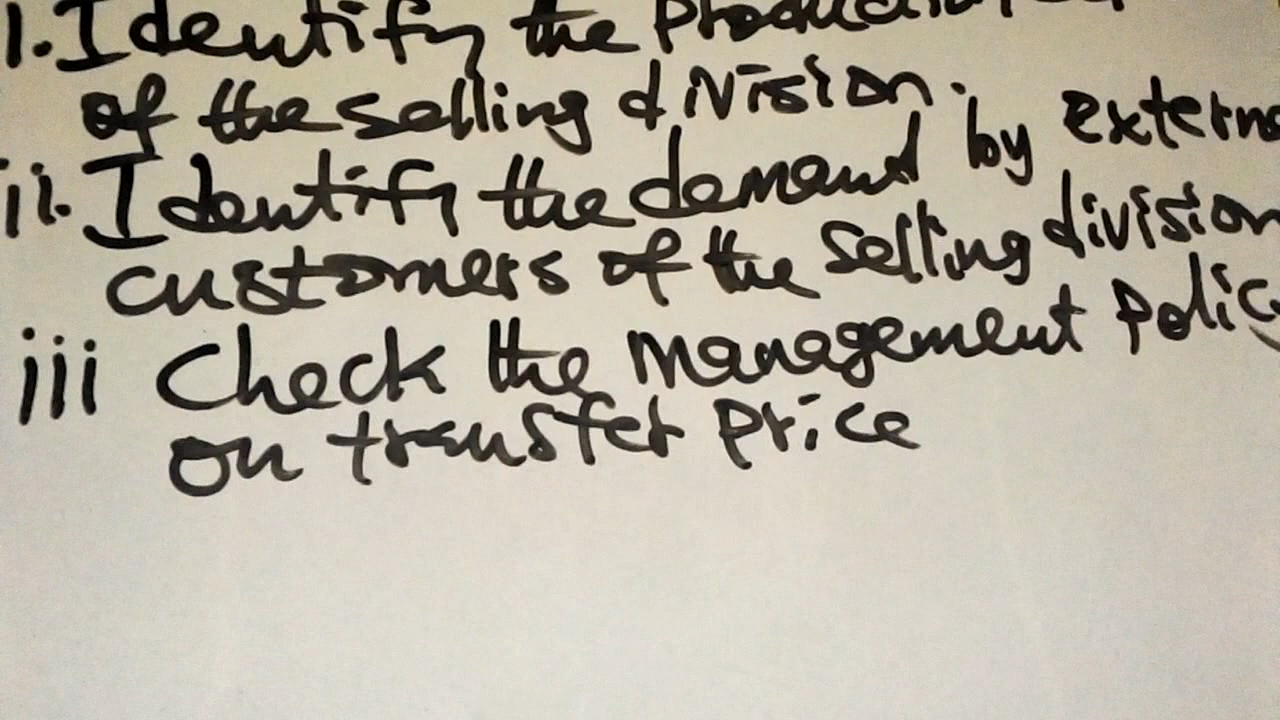 1. Identify the
of the selling division.
ii. Identify the demand by
customers of the selling division
iii Check the management
on transfer price